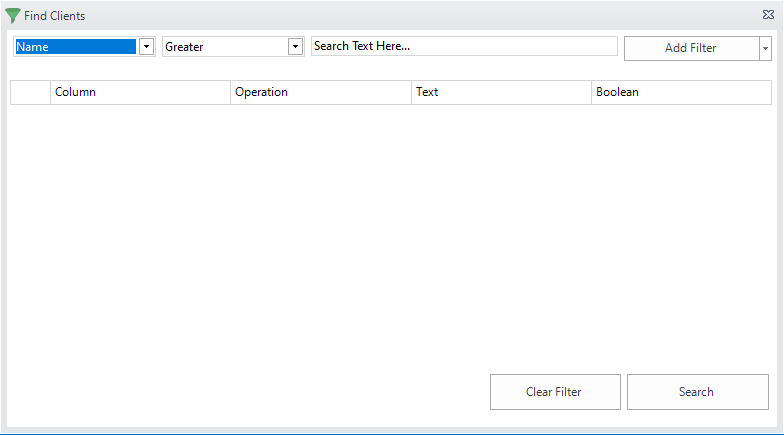 Find Clients
Name Greater Search Text Here... Add Filter
Column Operation Text Boolean
Clear Filter Search